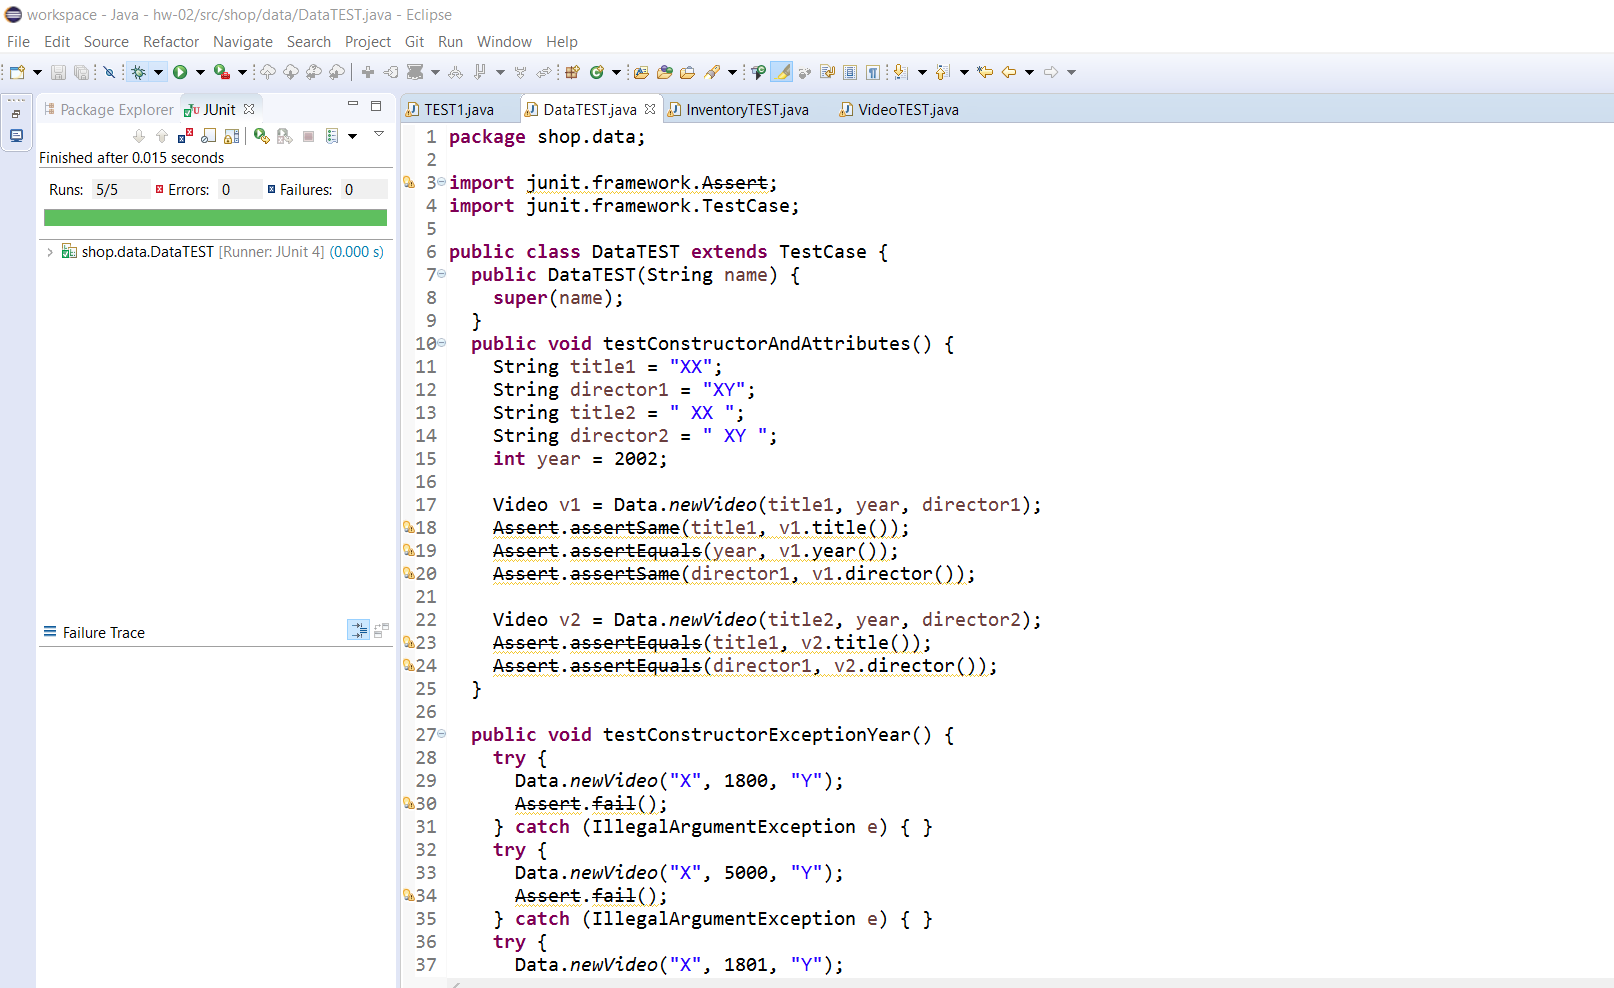 workspace - Java - hw-02/src/shop/data/DataTEST.java - Eclipse
File Edit Source Refactor Navigate Search Project Git Run Window Help
Package Explorer JUnit
Finished after 0.015 seconds
Runs: 5/5 Errors: 0 Failures: 0
shop.data.DataTEST [Runner: JUnit 4] (0.000 s)
Failure Trace
TEST1.java DataTEST.java InventoryTEST.java VideoTEST.java
1 package shop.data;
2
3 import junit.framework.Assert;
4 import junit.framework.TestCase;
5
6 public class DataTEST extends TestCase {
7 public DataTEST(String name) {
8 super(name);
9 }
10 public void testConstructorAndAttributes() {
11 String title1 = "XX";
12 String director1 = "XY";
13 String title2 = " XX ";
14 String director2 = " XY ";
15 int year = 2002;
16
17 Video v1 = Data.newVideo(title1, year, director1);
18 Assert.assertSame(title1, v1.title());
19 Assert.assertEquals(year, v1.year());
20 Assert.assertSame(director1, v1.director());
21
22 Video v2 = Data.newVideo(title2, year, director2);
23 Assert.assertEquals(title1, v2.title());
24 Assert.assertEquals(director1, v2.director());
25 }
26
27 public void testConstructorExceptionYear() {
28 try {
29 Data.newVideo("X", 1800, "Y");
30 Assert.fail();
31 } catch (IllegalArgumentException e) { }
32 try {
33 Data.newVideo("X", 5000, "Y");
34 Assert.fail();
35 } catch (IllegalArgumentException e) { }
36 try {
37 Data.newVideo("X", 1801, "Y");